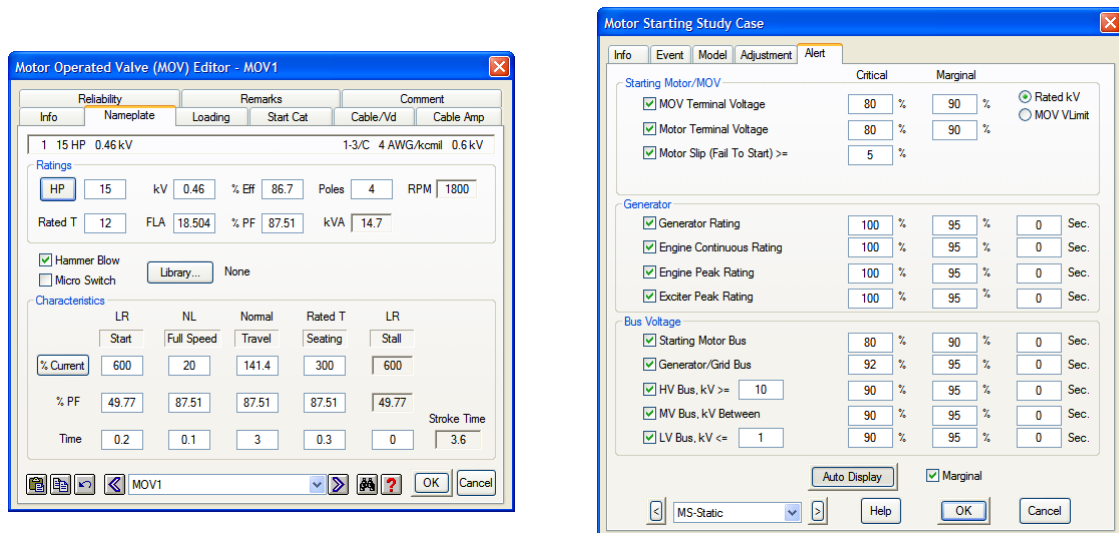 Motor Operated Valve (MOV) Editor - MOV1
Reliability Remarks Comment
Info Nameplate Loading Start Cat Cable/Vd Cable Amp
1 15 HP 0.46 kV 1-3/C 4 AWG/kcmil 0.6 kV
Ratings
HP 15 kV 0.46 % Eff 86.7 Poles 4 RPM 1800
Rated T 12 FLA 18.504 % PF 87.51 kVA 14.7
Hammer Blow
Micro Switch
Library... None
Characteristics
LR NL Normal Rated T LR
Start Full Speed Travel Seating Stall
% Current 600 20 141.4 300 600
% PF 49.77 87.51 87.51 87.51 49.77
Stroke Time
Time 0.2 0.1 3 0.3 0 3.6
MOV1 ? OK Cancel
Motor Starting Study Case
Info Event Model Adjustment Alert
Critical Marginal
Starting Motor/MOV
MOV Terminal Voltage 80 % 90 % Rated kV
MOV VLimit
Motor Terminal Voltage 80 % 90 %
Motor Slip (Fail To Start) >= 5 %
Generator
Generator Rating 100 % 95 % 0 Sec.
Engine Continuous Rating 100 % 95 % 0 Sec.
Engine Peak Rating 100 % 95 % 0 Sec.
Exciter Peak Rating 100 % 95 % 0 Sec.
Bus Voltage
Starting Motor Bus 80 % 90 % 0 Sec.
Generator/Grid Bus 92 % 95 % 0 Sec.
HV Bus, kV >= 10 90 % 95 % 0 Sec.
MV Bus, kV Between 90 % 95 % 0 Sec.
LV Bus, kV <= 1 90 % 95 % 0 Sec.
Auto Display Marginal
< MS-Static > Help OK Cancel